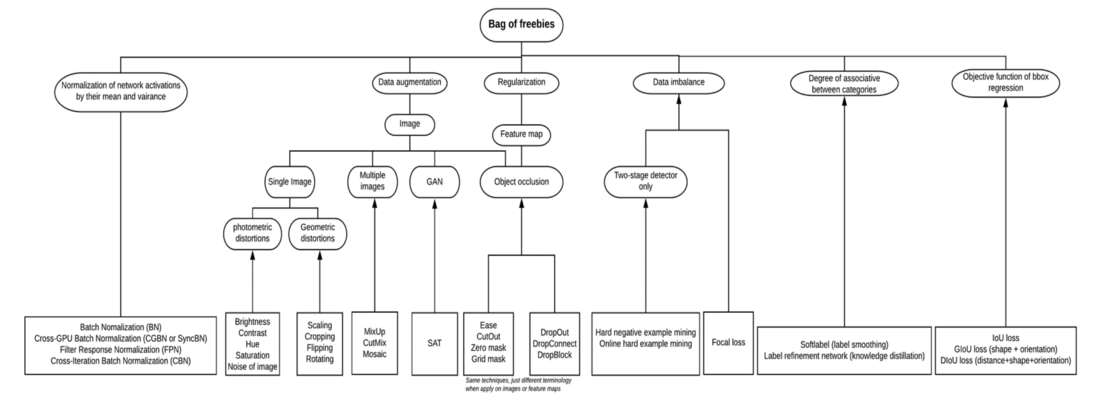 Bag of freebies
Normalization of network activations
by their mean and vairance
Data augmentation
Regularization
Data imbalance
Degree of associative
between categories
Objective function of bbox
regression
Image
Feature map
Single Image
Multiple
images
GAN
Object occlusion
Two-stage detector
only
photometric
distortions
Geometric
distortions
Batch Nomalization (BN)
Cross-GPU Batch Normalization (CGBN or SyncBN)
Filter Response Normalization (FPN)
Cross-Iteration Batch Normalization (CBN)
Brightness
Contrast
Hue
Saturation
Noise of image
Scaling
Cropping
Flipping
Rotating
MixUp
CutMix
Mosaic
SAT
Ease
CutOut
Zero mask
Grid mask
DropOut
DropConnect
DropBlock
Same techniques, just different terminology
when apply on images or feature maps
Hard negative example mining
Online hard example mining
Focal loss
Softlabel (label smoothing)
Label refinement network (knowledge distillation)
IoU loss
GIoU loss (shape + orientation)
DIoU loss (distance+shape+orientation)